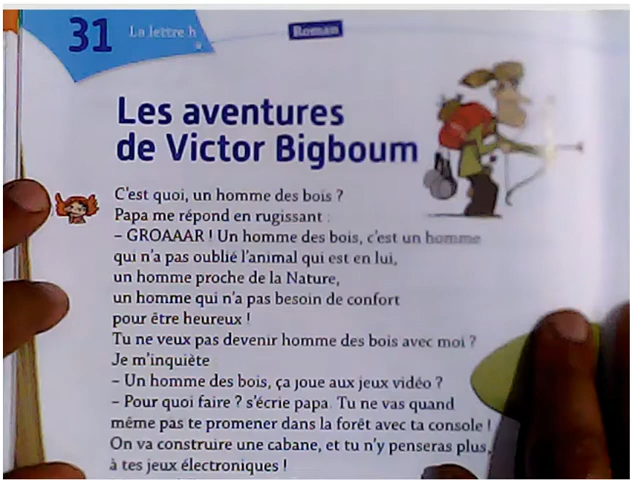 31 La lettre h Roman
Les aventures
de Victor Bigboum
C'est quoi, un homme des bois ?
Papa me répond en rugissant :
– GROAAAR ! Un homme des bois, c'est un homme
qui n'a pas oublié l'animal qui est en lui,
un homme proche de la Nature,
un homme qui n'a pas besoin de confort
pour être heureux !
Tu ne veux pas devenir homme des bois avec moi ?
Je m'inquiète
– Un homme des bois, ça joue aux jeux vidéo ?
– Pour quoi faire ? s'écrie papa. Tu ne vas quand
même pas te promener dans la forêt avec ta console !
On va construire une cabane, et tu n'y penseras plus,
à tes jeux électroniques !